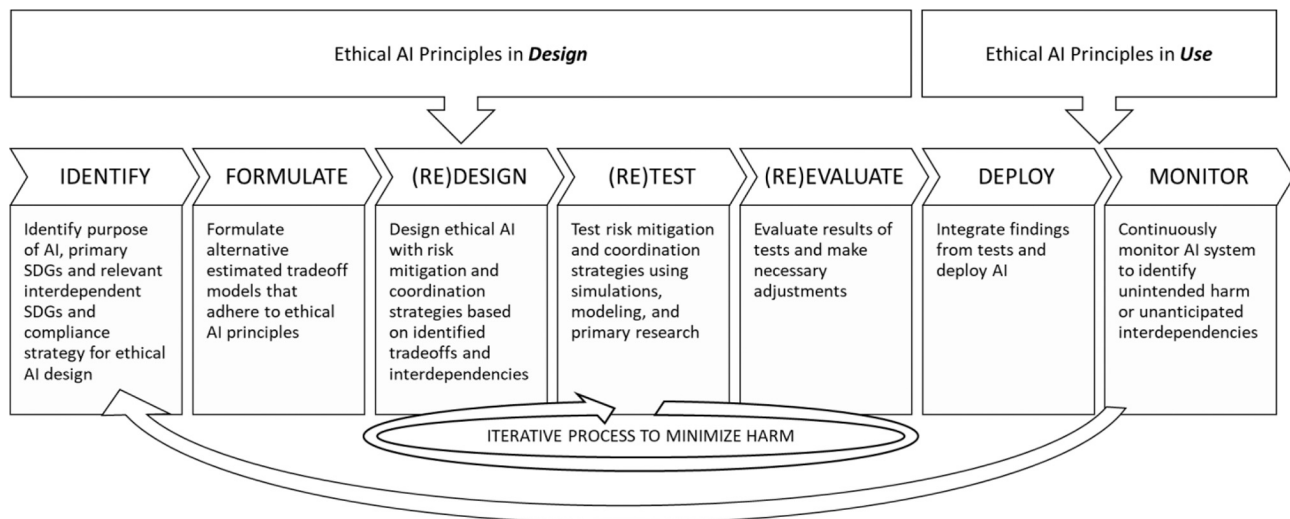 Ethical AI Principles in Design
Ethical AI Principles in Use
IDENTIFY
FORMULATE
(RE)DESIGN
(RE)TEST
(RE)EVALUATE
DEPLOY
MONITOR
Identify purpose
of AI, primary
SDGs and relevant
interdependent
SDGs and
compliance
strategy for ethical
AI design
Formulate
alternative
estimated tradeoff
models that
adhere to ethical
AI principles
Design ethical AI
with risk
mitigation and
coordination
strategies based
on identified
tradeoffs and
interdependencies
Test risk mitigation
and coordination
strategies using
simulations,
modeling, and
primary research
Evaluate results of
tests and make
necessary
adjustments
Integrate findings
from tests and
deploy AI
Continuously
monitor AI system
to identify
unintended harm
or unanticipated
interdependencies
ITERATIVE PROCESS TO MINIMIZE HARM